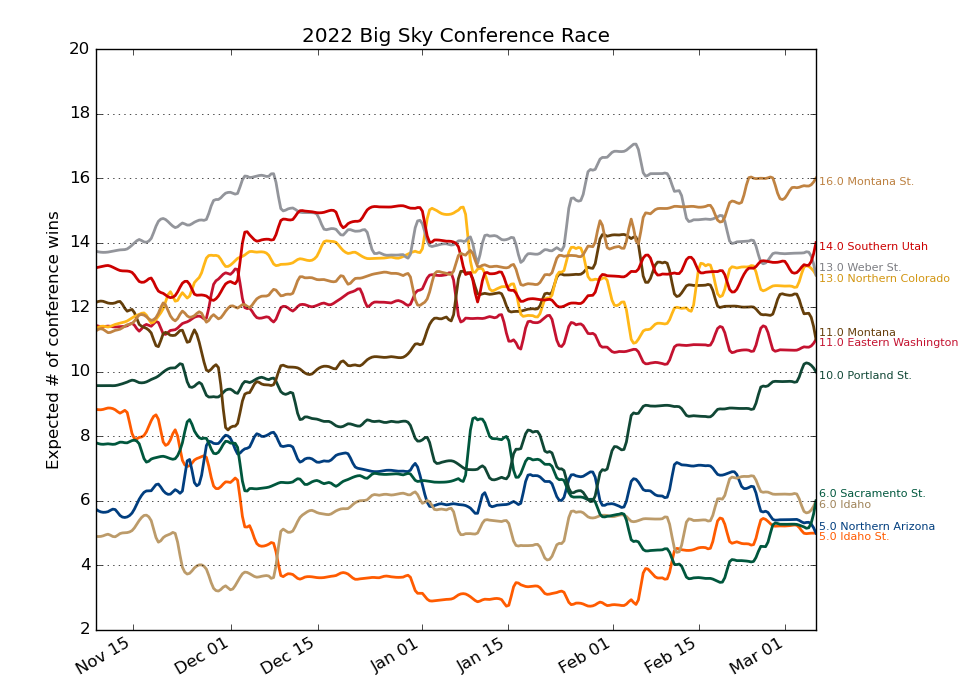 2022 Big Sky Conference Race
Expected # of conference wins
20
18
16
14
12
10
8
6
4
2
Nov 15
Dec 01
Dec 15
Jan 01
Jan 15
Feb 01
Feb 15
Mar 01
16.0 Montana St.
14.0 Southern Utah
13.0 Weber St.
13.0 Northern Colorado
11.0 Montana
11.0 Eastern Washington
10.0 Portland St.
6.0 Sacramento St.
6.0 Idaho
5.0 Northern Arizona
5.0 Idaho St.